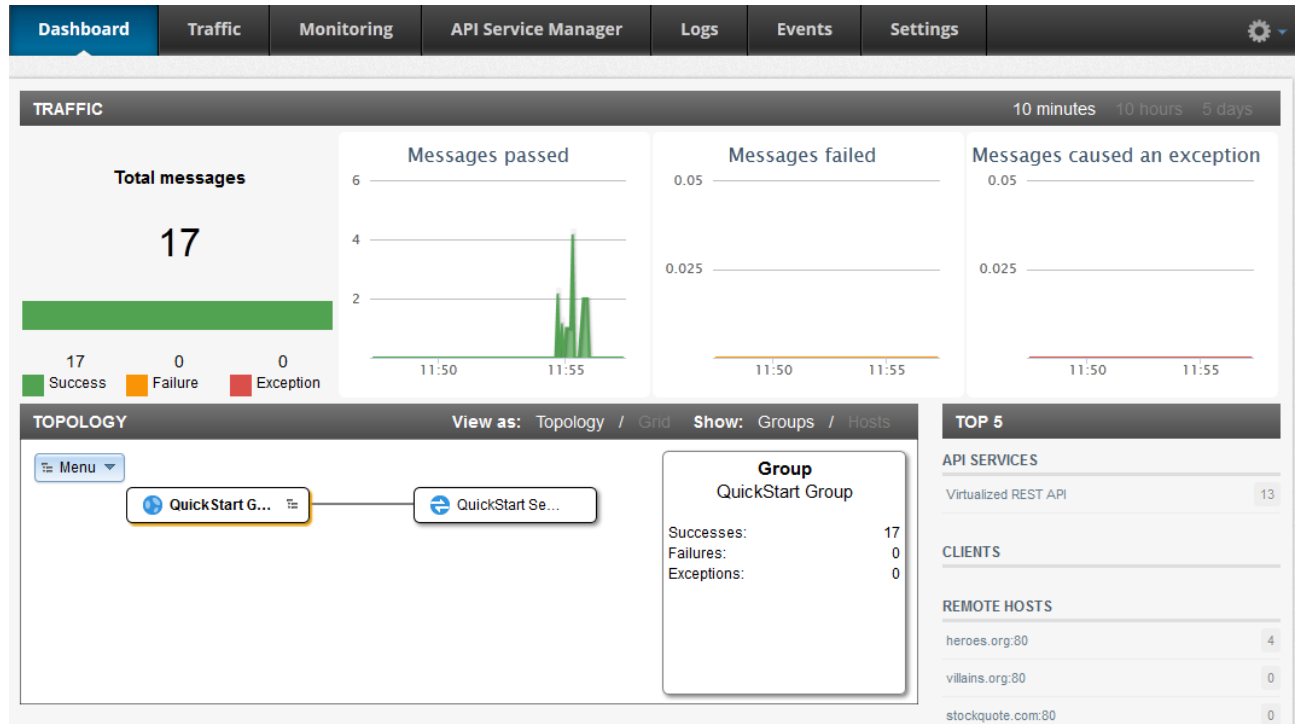 Dashboard Traffic Monitoring API Service Manager Logs Events Settings
TRAFFIC 10 minutes 10 hours 5 days
Total messages
17
17 0 0
Success Failure Exception
Messages passed
6
4
2
11:50 11:55
Messages failed
0.05
0.025
11:50 11:55
Messages caused an exception
0.05
0.025
11:50 11:55
TOPOLOGY View as: Topology / Grid Show: Groups / Hosts
Menu
QuickStart G...
QuickStart Se...
Group
QuickStart Group
Successes: 17
Failures: 0
Exceptions: 0
TOP 5
API SERVICES
Virtualized REST API 13
CLIENTS
REMOTE HOSTS
heroes.org:80 4
villains.org:80 0
stockquote.com:80 0